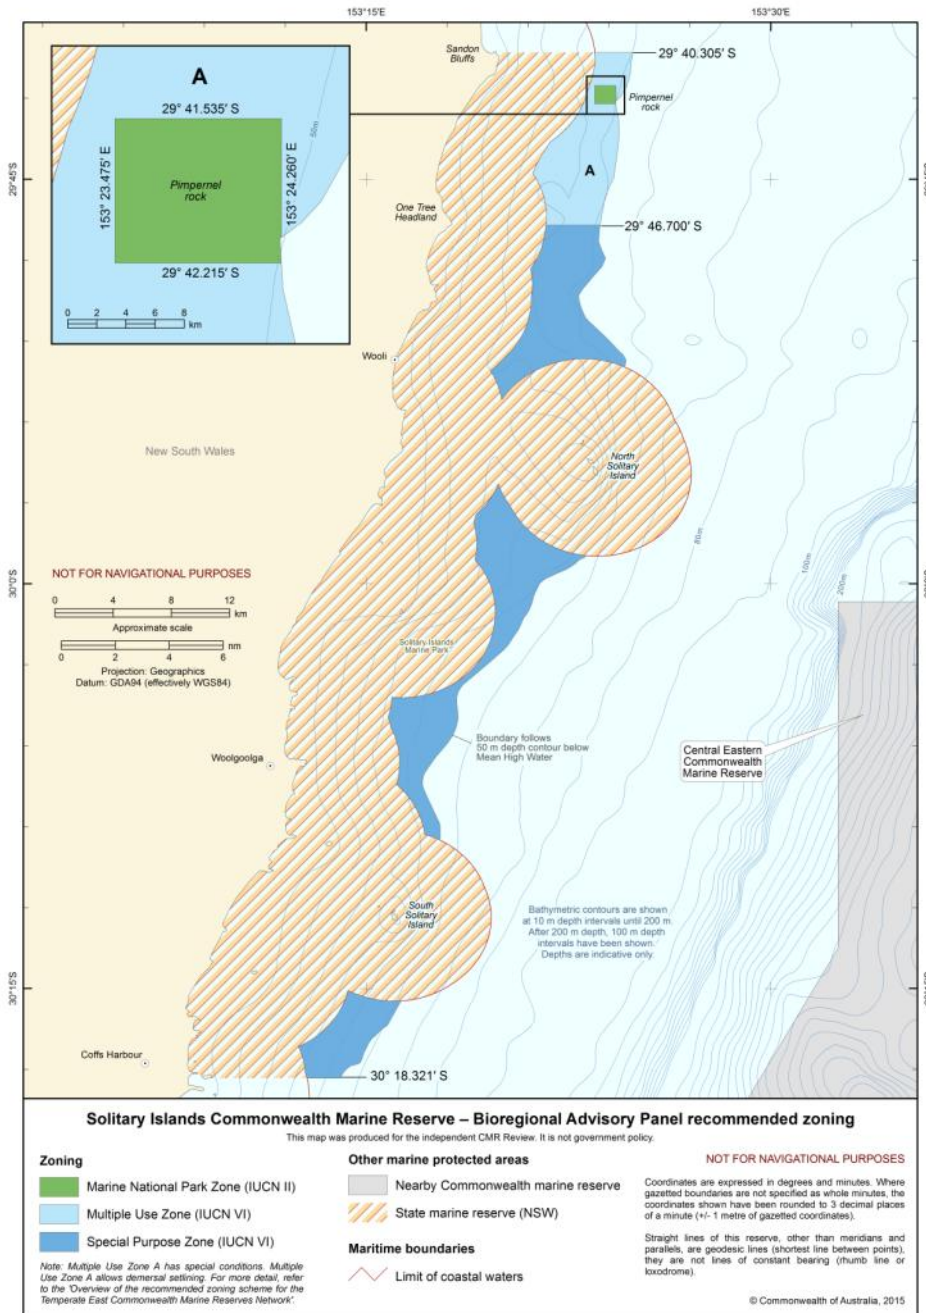 153°15'E
153°30'E
Sandon
Bluffs
29° 40.305' S
A
29° 41.535' S
153° 23.475' E
Pimpernel
rock
153° 24.260' E
50m
29° 42.215' S
0 2 4 6 8
km
Pimpernel
rock
29°45'S
A
One Tree
Headland
29° 46.700' S
Wooli
New South Wales
North
Solitary
Island
80m
100m
200m
NOT FOR NAVIGATIONAL PURPOSES
0 4 8 12
km
Approximate scale
nm
0 2 4 6
Projection: Geographics
Datum: GDA94 (effectively WGS84)
30°0'S
Solitary Islands
Marine Park
Boundary follows
50 m depth contour below
Mean High Water
Central Eastern
Commonwealth
Marine Reserve
Woolgoolga
South
Solitary
Island
Bathymetric contours are shown
at 10 m depth intervals until 200 m.
After 200 m depth, 100 m depth
intervals have been shown.
Depths are indicative only.
30°15'S
Coffs Harbour
30° 18.321' S
Solitary Islands Commonwealth Marine Reserve – Bioregional Advisory Panel recommended zoning
This map was produced for the independent CMR Review. It is not government policy.
Zoning
Marine National Park Zone (IUCN II)
Multiple Use Zone (IUCN VI)
Special Purpose Zone (IUCN VI)
Note: Multiple Use Zone A has special conditions. Multiple
Use Zone A allows demersal setlining. For more detail, refer
to the 'Overview of the recommended zoning scheme for the
Temperate East Commonwealth Marine Reserves Network'.
Other marine protected areas
Nearby Commonwealth marine reserve
State marine reserve (NSW)
Maritime boundaries
Limit of coastal waters
NOT FOR NAVIGATIONAL PURPOSES
Coordinates are expressed in degrees and minutes. Where
gazetted boundaries are not specified as whole minutes, the
coordinates shown have been rounded to 3 decimal places
of a minute (+/- 1 metre of gazetted coordinates).
Straight lines of this reserve, other than meridians and
parallels, are geodesic lines (shortest line between points),
they are not lines of constant bearing (rhumb line or
loxodrome).
© Commonwealth of Australia, 2015